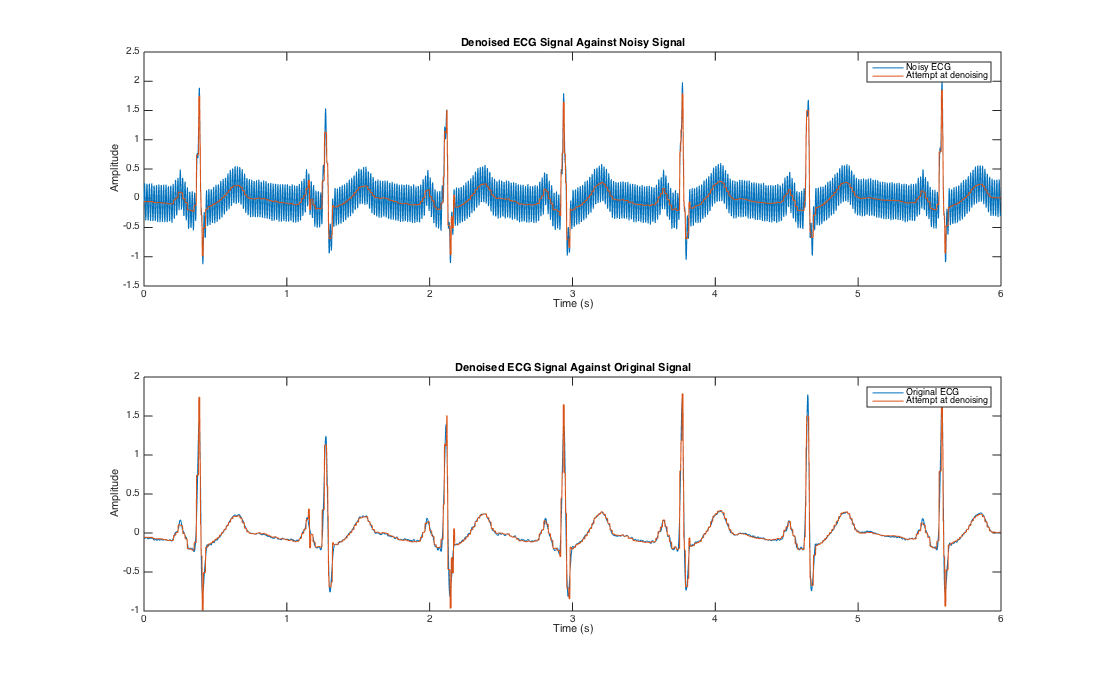 Denoised ECG Signal Against Noisy Signal
2.5
2
1.5
1
0.5
0
-0.5
-1
-1.5
Amplitude
Noisy ECG
Attempt at denoising
0 1 2 3 4 5 6
Time (s)
Denoised ECG Signal Against Original Signal
2
1.5
1
0.5
0
-0.5
-1
Amplitude
Original ECG
Attempt at denoising
0 1 2 3 4 5 6
Time (s)